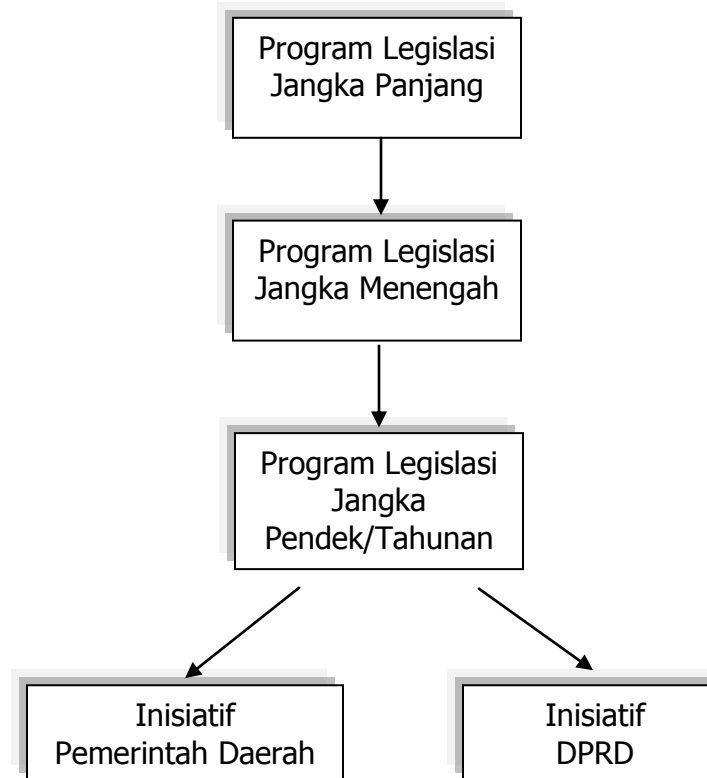 Program Legislasi
Jangka Panjang
Program Legislasi
Jangka Menengah
Program Legislasi
Jangka
Pendek/Tahunan
Inisiatif
Pemerintah Daerah
Inisiatif
DPRD